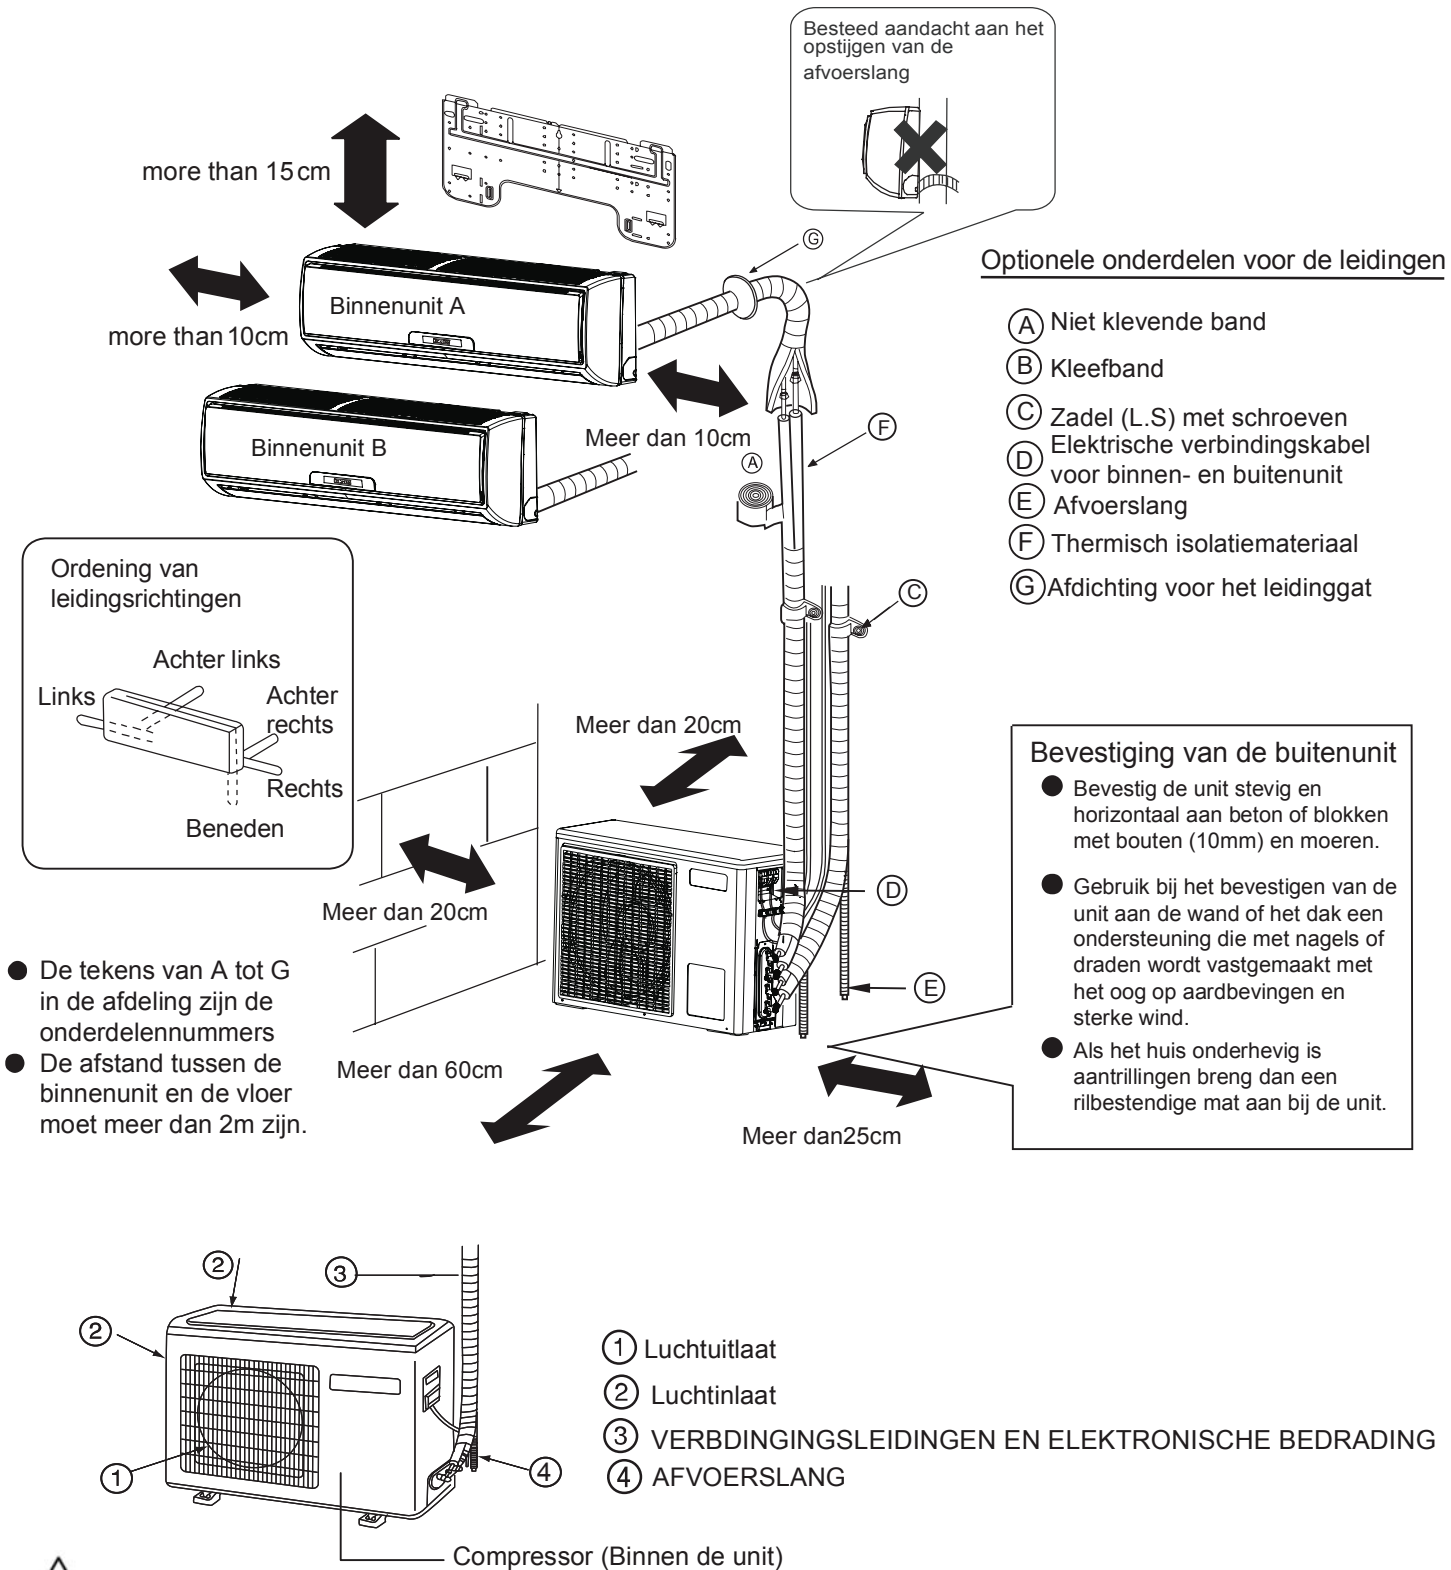 Besteed aandacht aan het
opstijgen van de
afvoerslang
more than 15cm
G
Optionele onderdelen voor de leidingen
Binnenunit A
more than 10cm
A Niet klevende band
B Kleefband
C Zadel (L.S) met schroeven
D Elektrische verbindingskabel
voor binnen- en buitenunit
E Afvoerslang
F Thermisch isolatiemateriaal
G Afdichting voor het leidinggat
Meer dan 10cm
F
A
Binnenunit B
C
Ordening van
leidingsrichtingen
Achter links
Links
Achter
rechts
Rechts
Beneden
Meer dan 20cm
Meer dan 20cm
D
E
Bevestiging van de buitenunit
● Bevestig de unit stevig en
horizontaal aan beton of blokken
met bouten (10mm) en moeren.
● Gebruik bij het bevestigen van de
unit aan de wand of het dak een
ondersteuning die met nagels of
draden wordt vastgemaakt met
het oog op aardbevingen en
sterke wind.
● Als het huis onderhevig is
aantrillingen breng dan een
rilbestendige mat aan bij de unit.
● De tekens van A tot G
in de afdeling zijn de
onderdelennummers
● De afstand tussen de
binnenunit en de vloer
moet meer dan 2m zijn.
Meer dan 60cm
Meer dan25cm
2
3
2
1
4
1 Luchtuitlaat
2 Luchtinlaat
3 VERBDINGINGSLEIDINGEN EN ELEKTRONISCHE BEDRADING
4 AFVOERSLANG
Compressor (Binnen de unit)